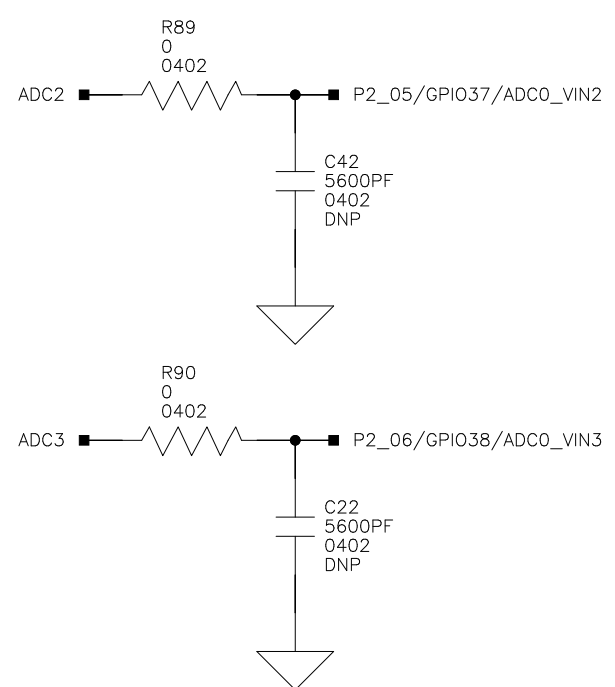 R89
0
0402
ADC2
P2_05/GPIO37/ADC0_VIN2
C42
5600PF
0402
DNP
R90
0
0402
ADC3
P2_06/GPIO38/ADC0_VIN3
C22
5600PF
0402
DNP